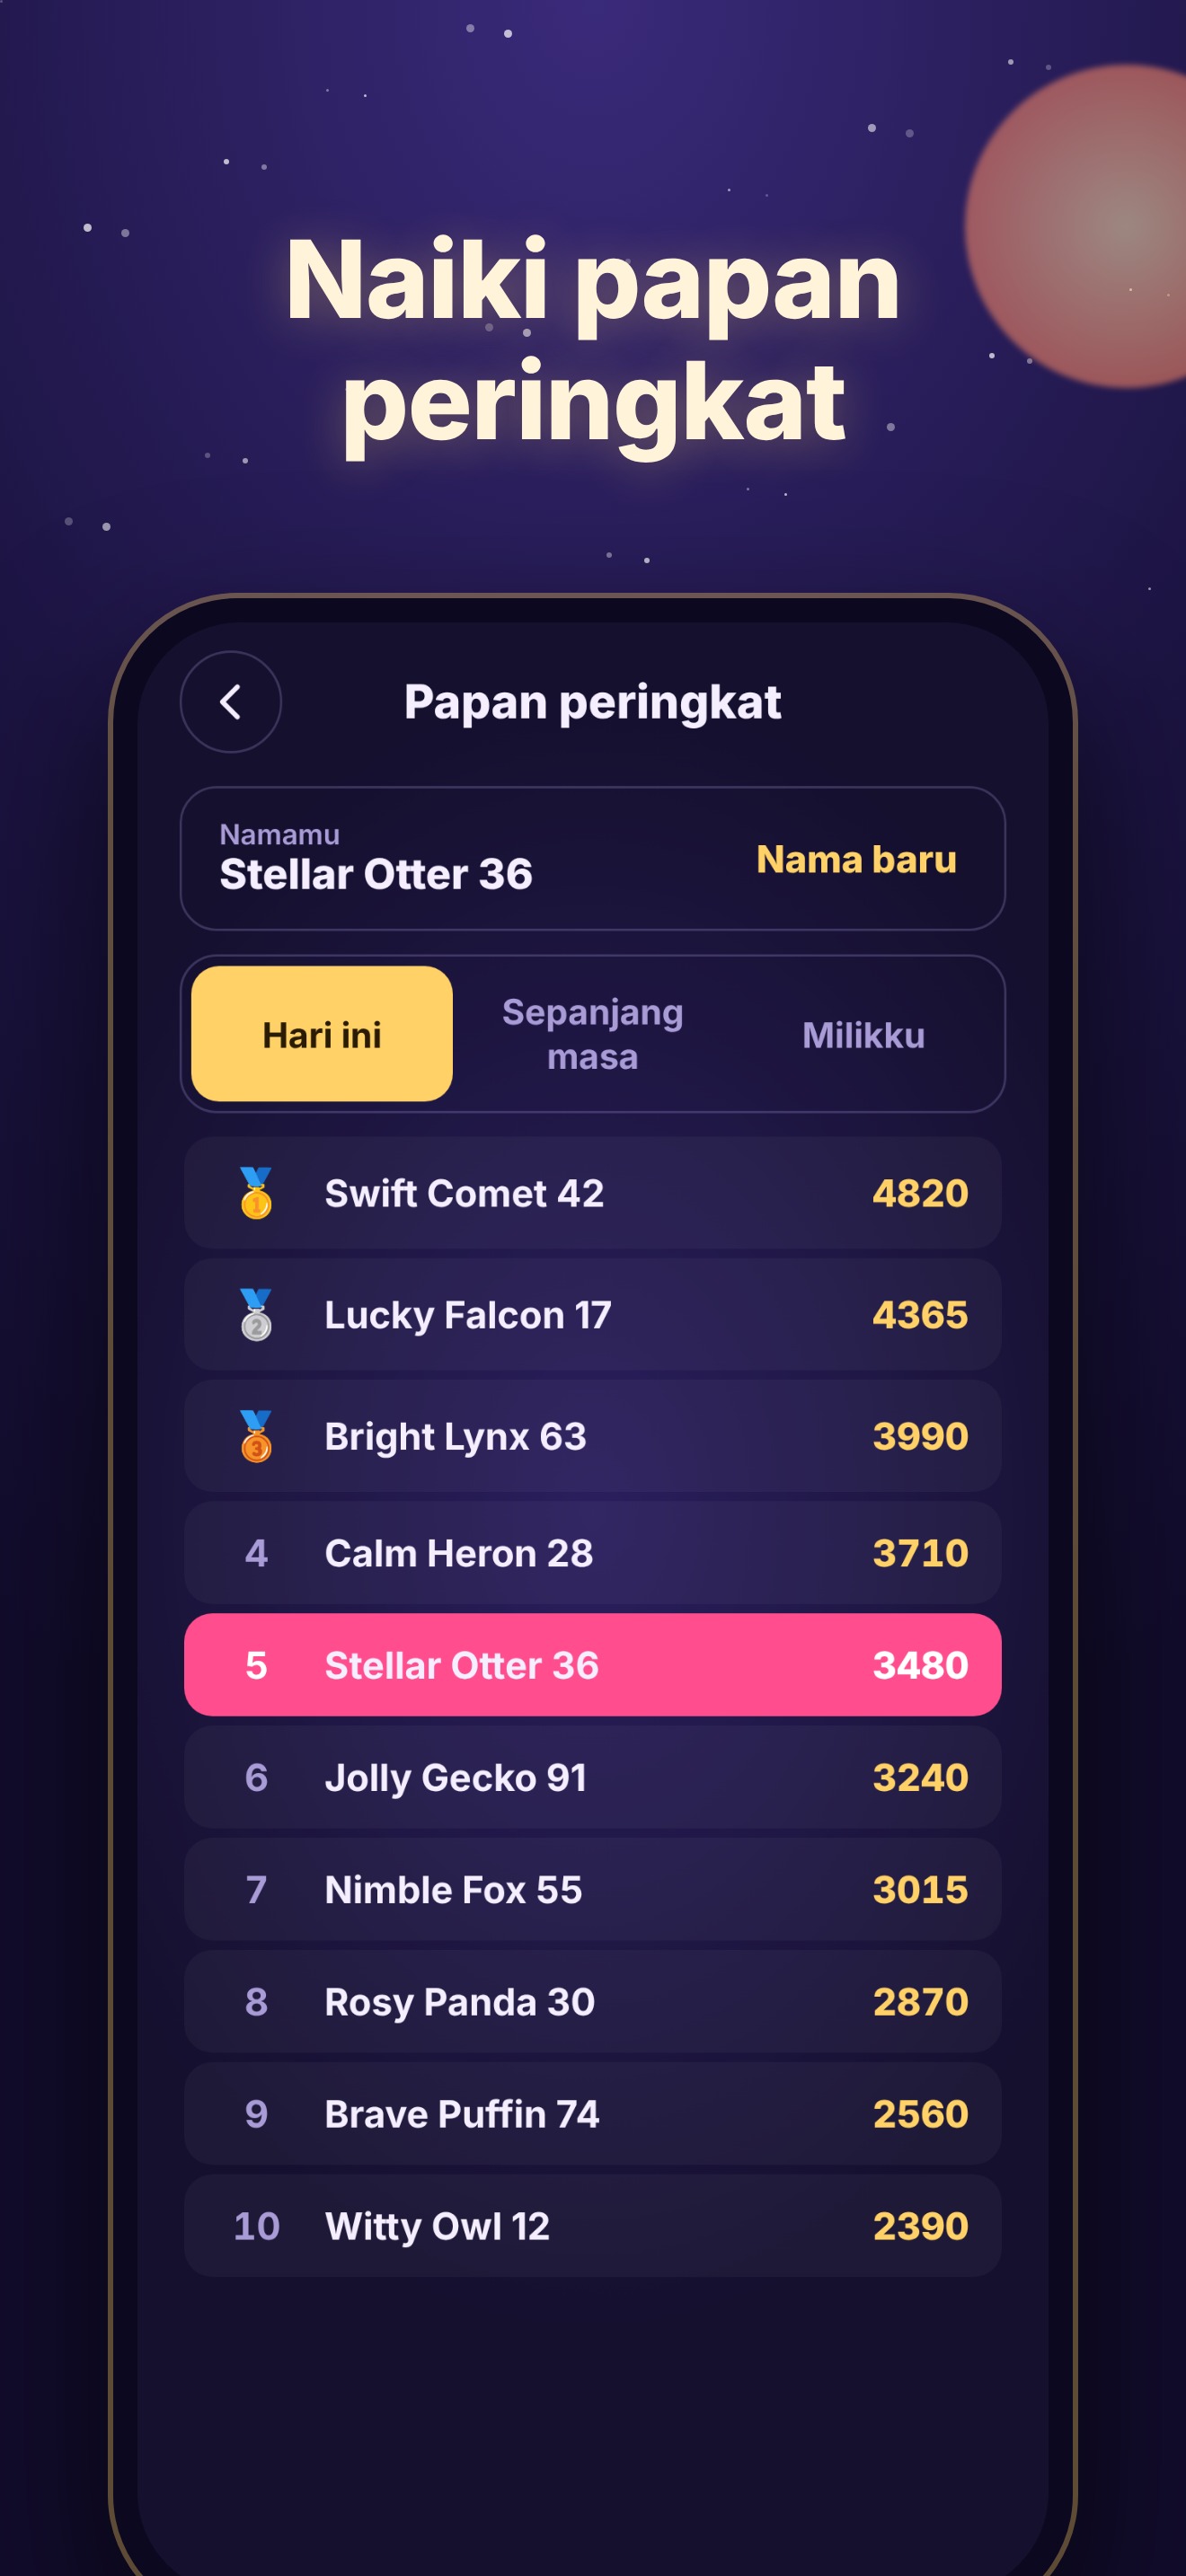 Naiki papan
peringkat
Papan peringkat
Namamu
Stellar Otter 36
Nama baru
Hari ini
Sepanjang
masa
Milikku
1 Swift Comet 42 4820
2 Lucky Falcon 17 4365
3 Bright Lynx 63 3990
4 Calm Heron 28 3710
5 Stellar Otter 36 3480
6 Jolly Gecko 91 3240
7 Nimble Fox 55 3015
8 Rosy Panda 30 2870
9 Brave Puffin 74 2560
10 Witty Owl 12 2390